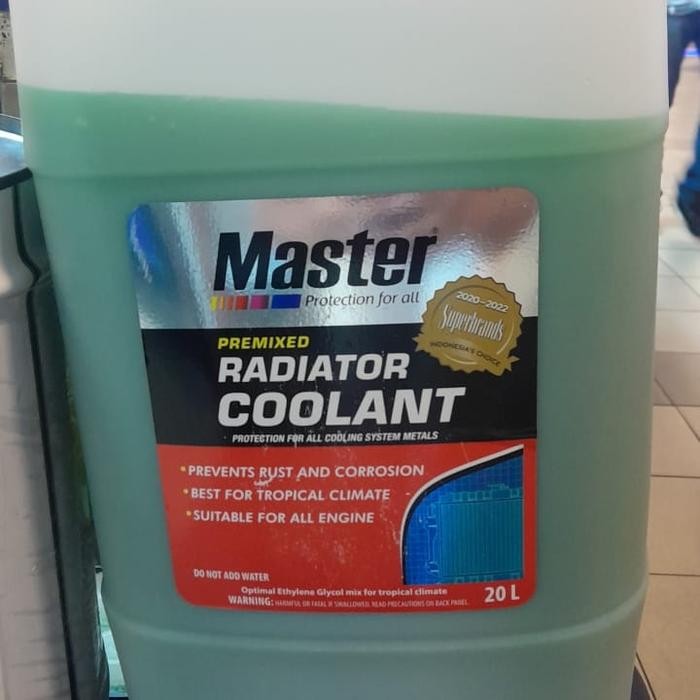 Master
Protection for all
2020-2022
Superbrands
INDONESIA'S CHOICE
PREMIXED
RADIATOR
COOLANT
PROTECTION FOR ALL COOLING SYSTEM METALS
•PREVENTS RUST AND CORROSION
•BEST FOR TROPICAL CLIMATE
•SUITABLE FOR ALL ENGINE
DO NOT ADD WATER
Optimal Ethylene Glycol mix for tropical climate
WARNING: HARMFUL OR FATAL IF SWALLOWED, READ PRECAUTIONS ON BACK PANEL.
20 L